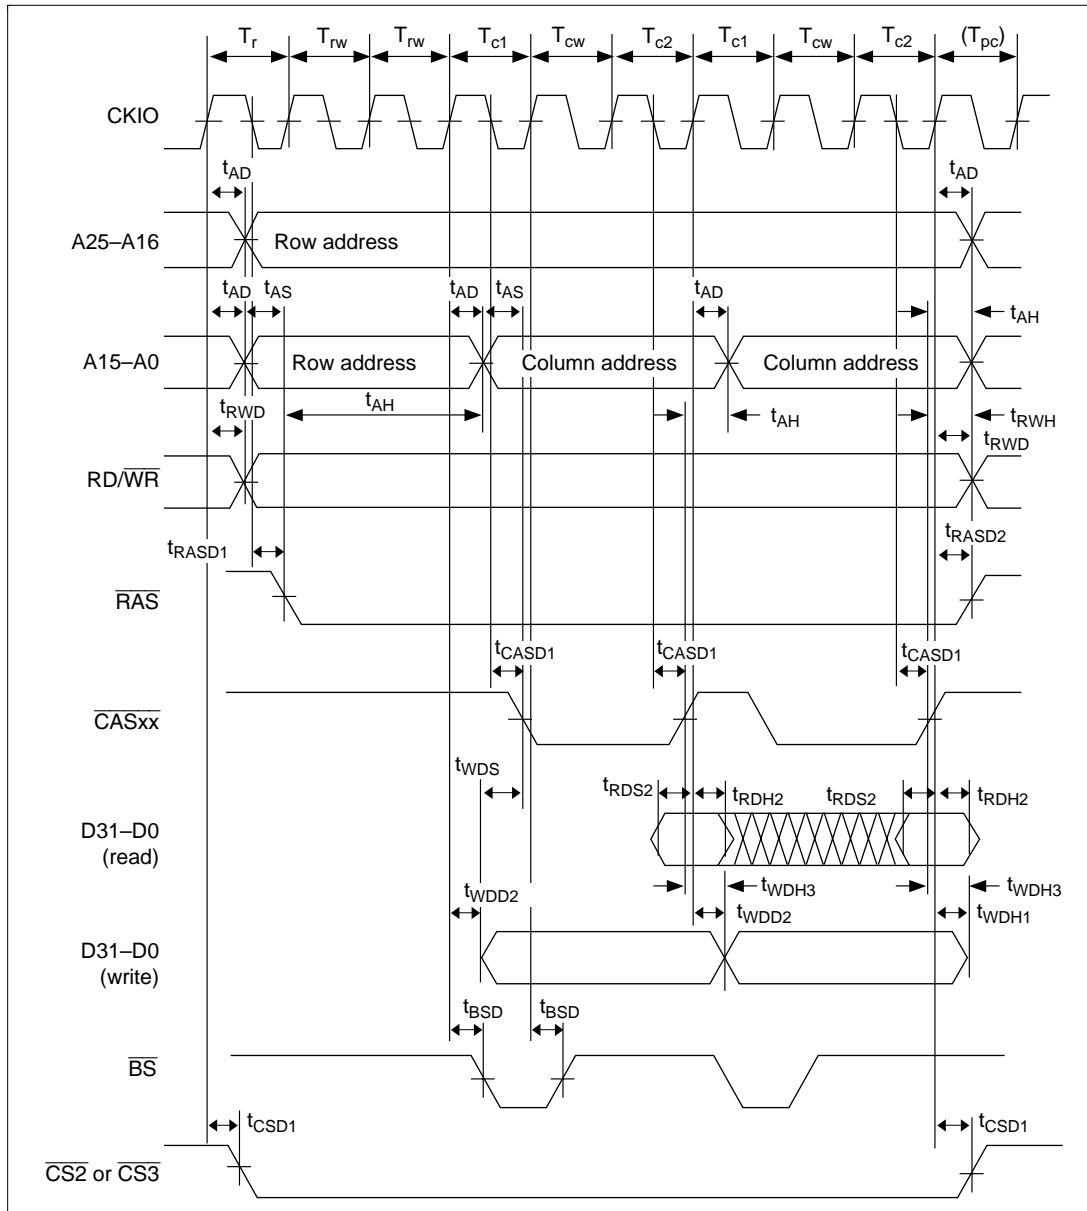 Tr Trw Trw Tc1 Tcw Tc2 Tc1 Tcw Tc2 (Tpc)
CKIO
tAD tAD
A25–A16 Row address
tAD tAS tAD tAS tAD tAH
A15–A0 Row address Column address Column address
tRWD tAH tAH tRWH
tRWD
RD/WR
tRASD1 tRASD2
RAS
tCASD1 tCASD1 tCASD1
CASxx
tWDS tRDS2 tRDH2 tRDS2 tRDH2
D31–D0
(read)
tWDD2 tWDH3 tWDH3
tWDD2 tWDH1
D31–D0
(write)
tBSD tBSD
BS
tCSD1 tCSD1
CS2 or CS3